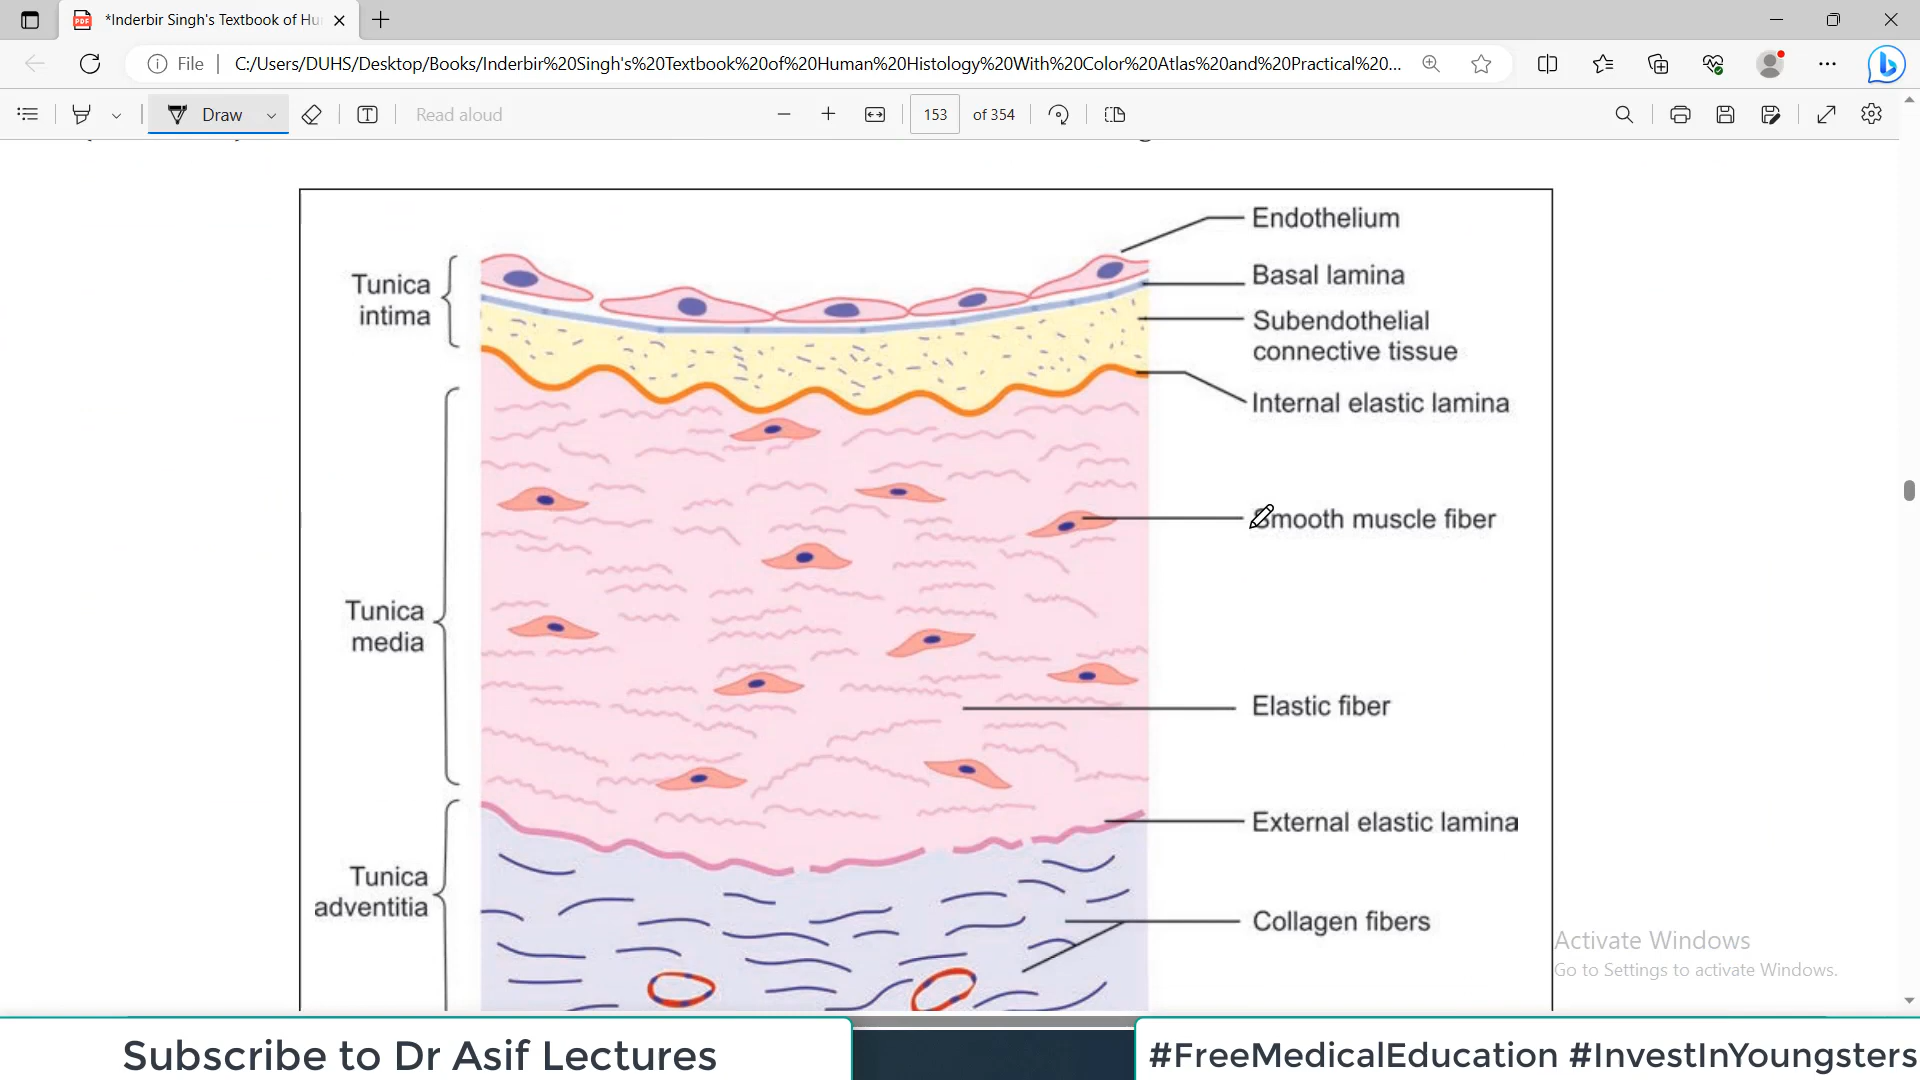 *Inderbir Singh's Textbook of Hu
File
C:/Users/DUHS/Desktop/Books/Inderbir%20Singh's%20Textbook%20of%20Human%20Histology%20With%20Color%20Atlas%20and%20Practical%20...
Draw
Read aloud
153
of 354
Endothelium
Tunica
intima
Basal lamina
Subendothelial
connective tissue
Internal elastic lamina
Smooth muscle fiber
Tunica
media
Elastic fiber
External elastic lamina
Tunica
adventitia
Collagen fibers
Activate Windows
Go to Settings to activate Windows.
Subscribe to Dr Asif Lectures
#FreeMedicalEducation #InvestInYoungsters